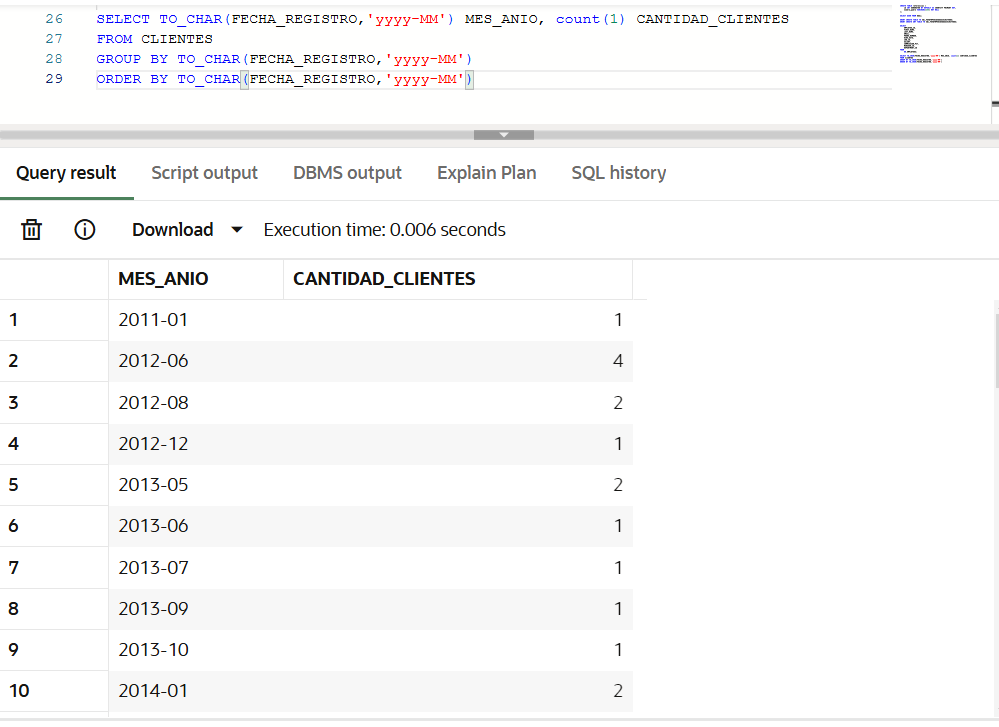 26 SELECT TO_CHAR(FECHA_REGISTRO,'yyyy-MM') MES_ANIO, count(1) CANTIDAD_CLIENTES
27 FROM CLIENTES
28 GROUP BY TO_CHAR(FECHA_REGISTRO,'yyyy-MM')
29 ORDER BY TO_CHAR(FECHA_REGISTRO,'yyyy-MM')
Query result Script output DBMS output Explain Plan SQL history
Download Execution time: 0.006 seconds
MES_ANIO CANTIDAD_CLIENTES
1 2011-01 1
2 2012-06 4
3 2012-08 2
4 2012-12 1
5 2013-05 2
6 2013-06 1
7 2013-07 1
8 2013-09 1
9 2013-10 1
10 2014-01 2